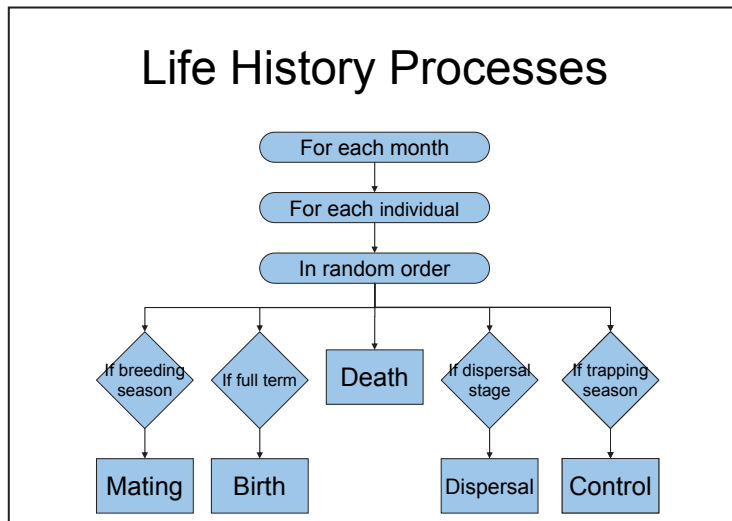 Life History Processes
For each month
For each individual
In random order
If breeding
season
If full term
Death
If dispersal
stage
If trapping
season
Mating
Birth
Dispersal
Control